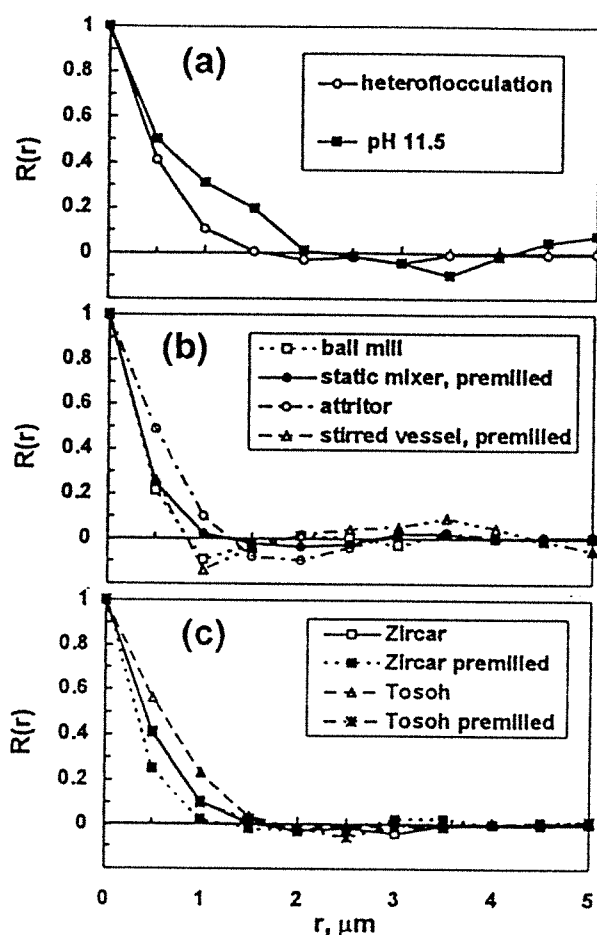 1
0.8
0.6
0.4
0.2
0
R(r)
(a)
heteroflocculation
pH 11.5
1
0.8
0.6
0.4
0.2
0
R(r)
(b)
ball mill
static mixer, premilled
attritor
stirred vessel, premilled
1
0.8
0.6
0.4
0.2
0
R(r)
(c)
Zircar
Zircar premilled
Tosoh
Tosoh premilled
0 1 2 3 4 5
r, μm